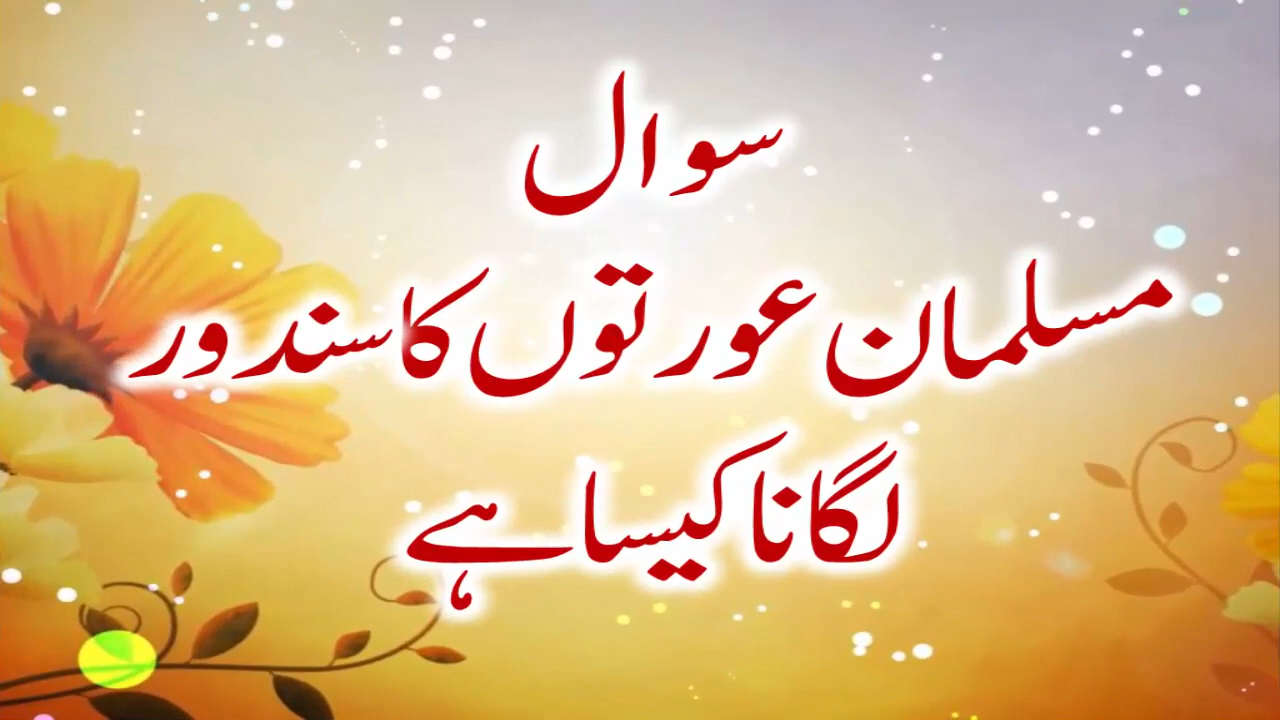 سوال
مسلمان عورتوں کا سندور
لگانا کیسا ہے